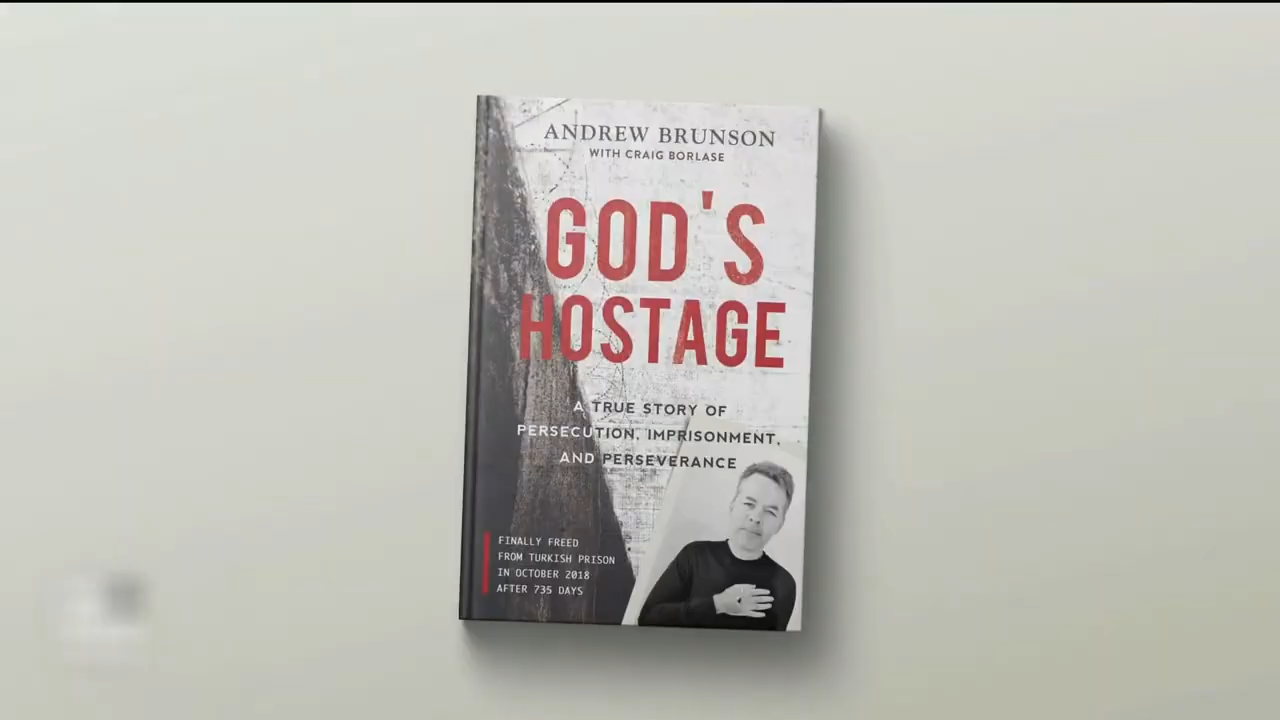 ANDREW BRUNSON
WITH CRAIG BORLASE
GOD'S
HOSTAGE
A TRUE STORY OF
PERSECUTION, IMPRISONMENT,
AND PERSEVERANCE
FINALLY FREED
FROM TURKISH PRISON
IN OCTOBER 2018
AFTER 735 DAYS